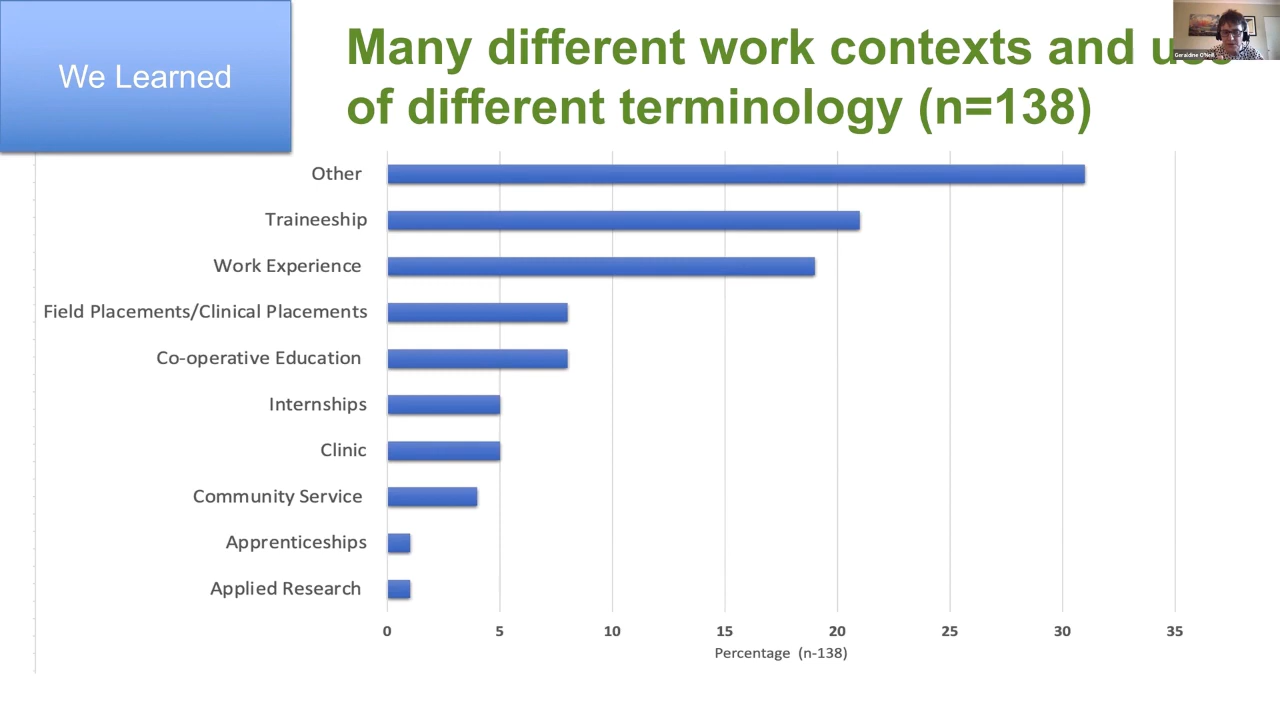 We Learned
Many different work contexts and use
of different terminology (n=138)
Geraldine O'Neill
Other
Traineeship
Work Experience
Field Placements/Clinical Placements
Co-operative Education
Internships
Clinic
Community Service
Apprenticeships
Applied Research
0 5 10 15 20 25 30 35
Percentage (n-138)